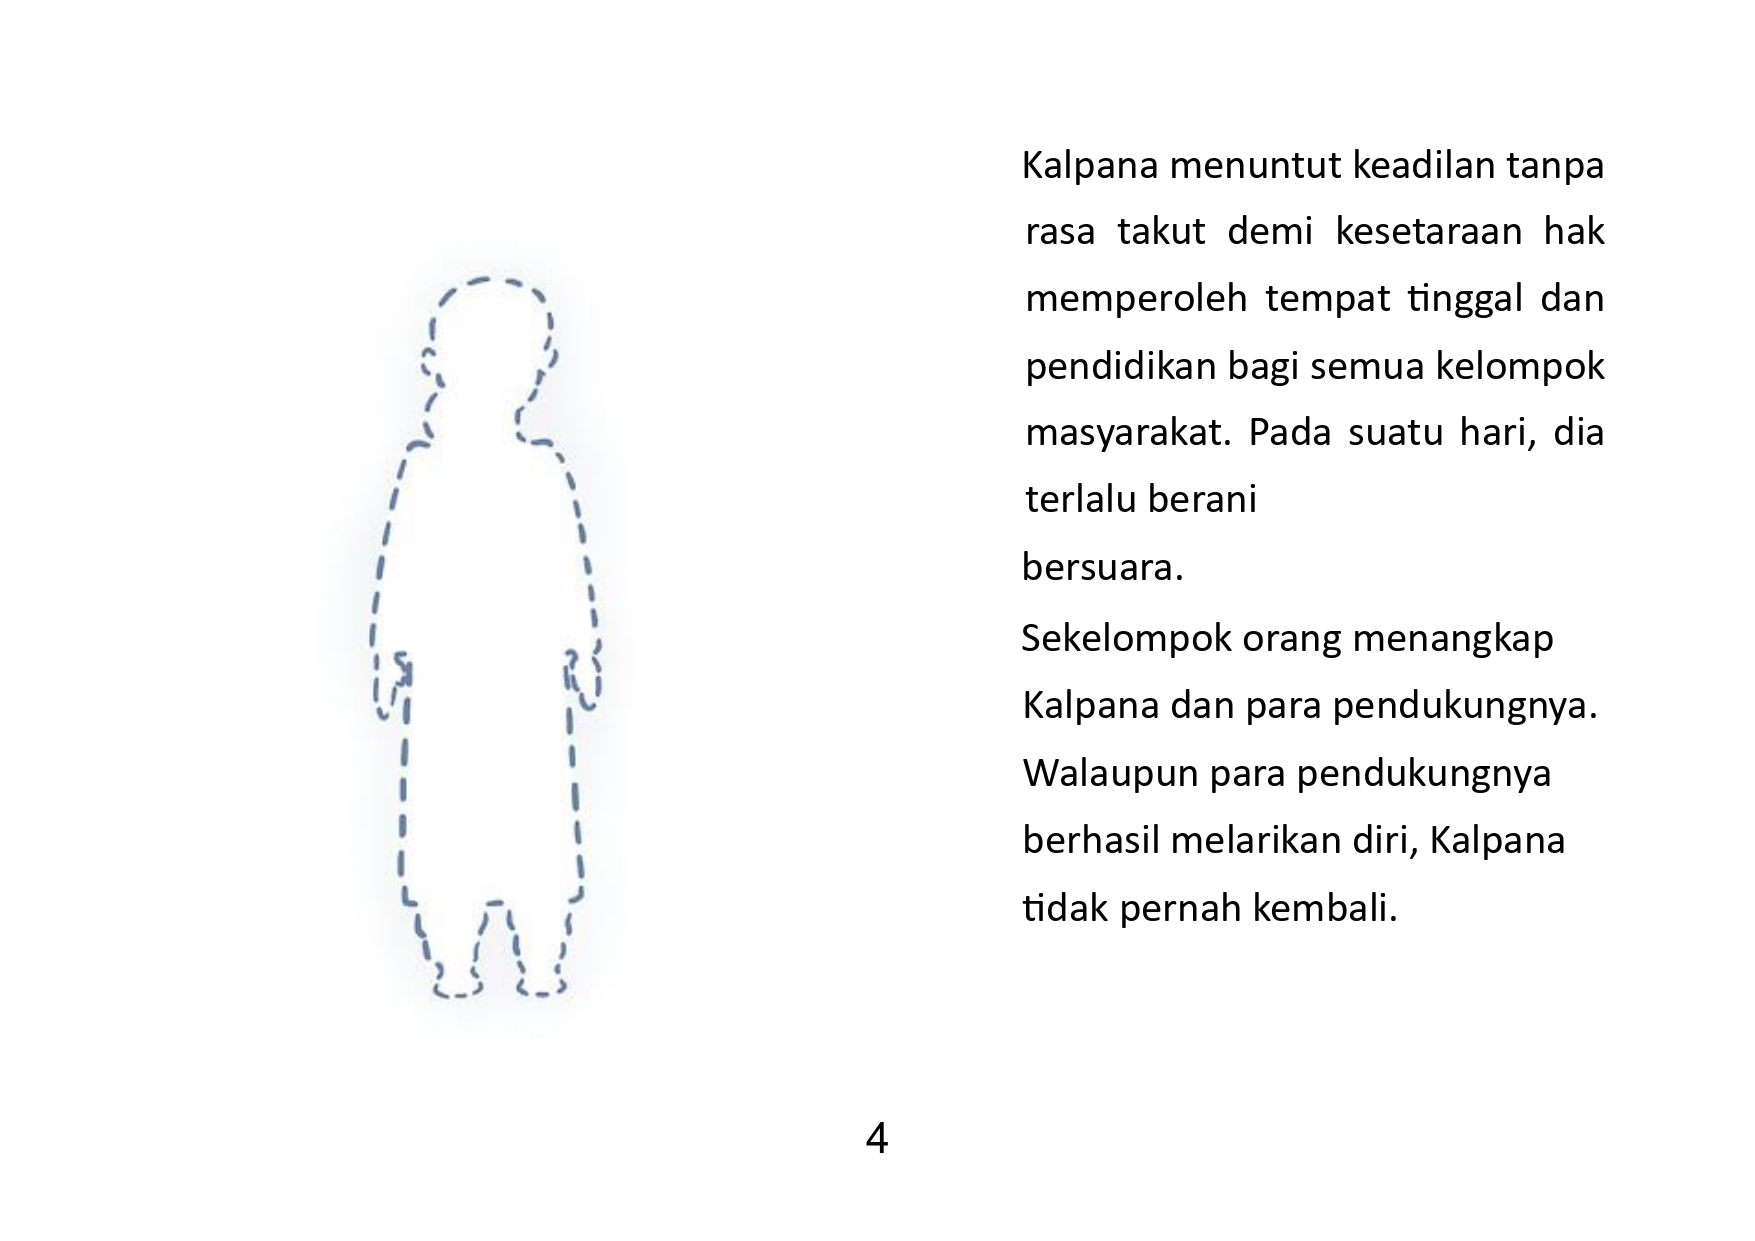 Kalpana menuntut keadilan tanpa
rasa takut demi kesetaraan hak
memperoleh tempat tinggal dan
pendidikan bagi semua kelompok
masyarakat. Pada suatu hari, dia
terlalu berani
bersuara.
Sekelompok orang menangkap
Kalpana dan para pendukungnya.
Walaupun para pendukungnya
berhasil melarikan diri, Kalpana
tidak pernah kembali.
4